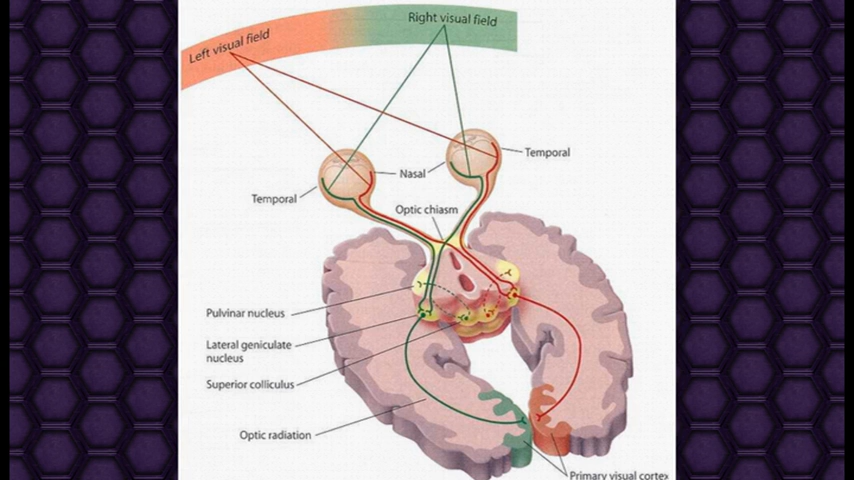 Right visual field
Left visual field
Temporal
Nasal
Temporal
Optic chiasm
Pulvinar nucleus
Lateral geniculate
nucleus
Superior colliculus
Optic radiation
Primary visual cortex